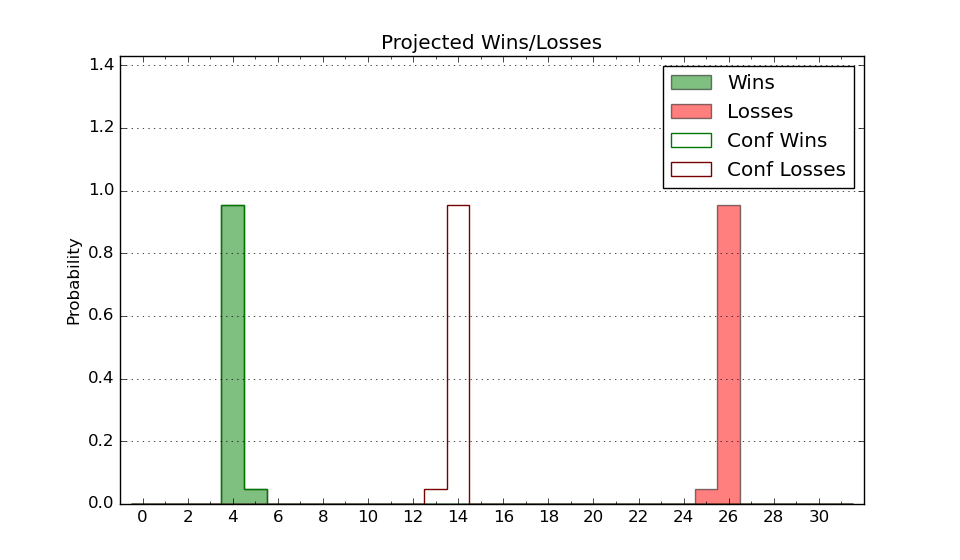 Projected Wins/Losses
1.4
1.2
1.0
0.8
0.6
0.4
0.2
0.0
Probability
Wins
Losses
Conf Wins
Conf Losses
0 2 4 6 8 10 12 14 16 18 20 22 24 26 28 30